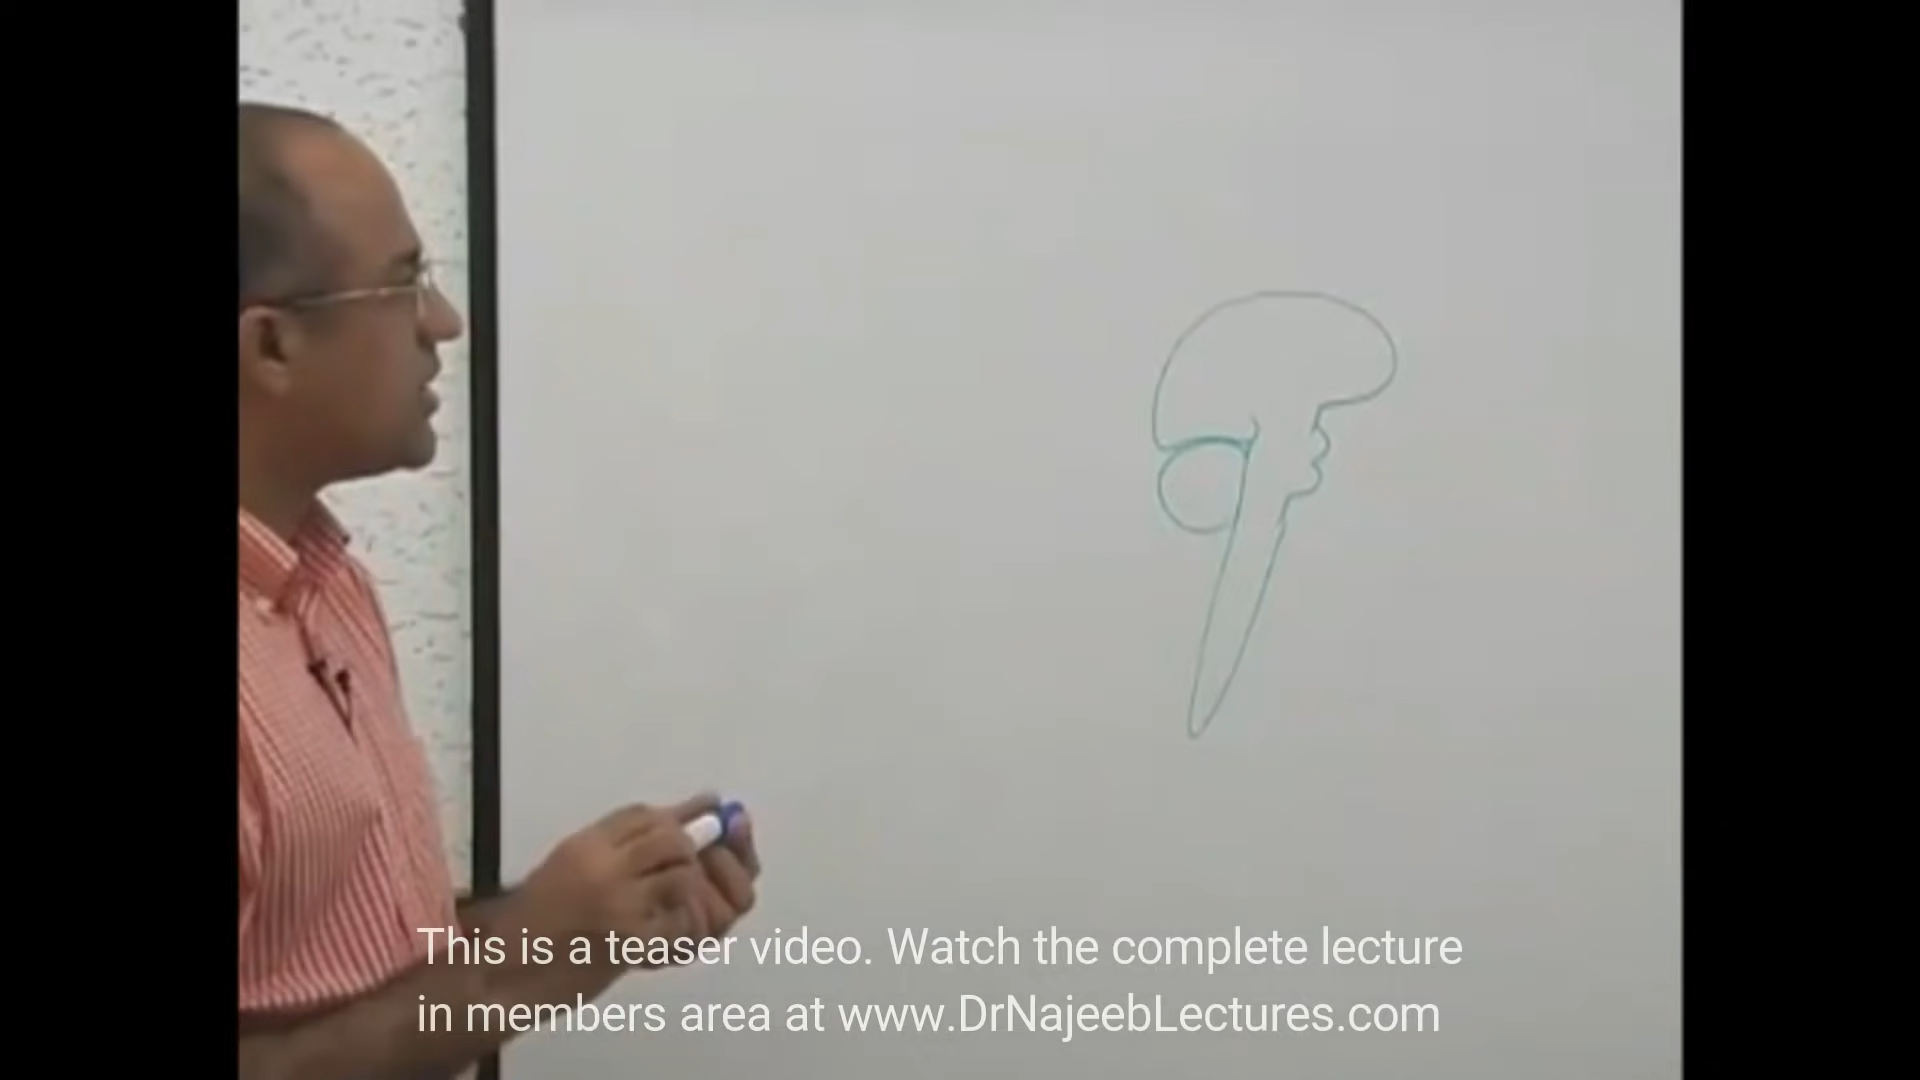 This is a teaser video. Watch the complete lecture
in members area at www.DrNajeebLectures.com